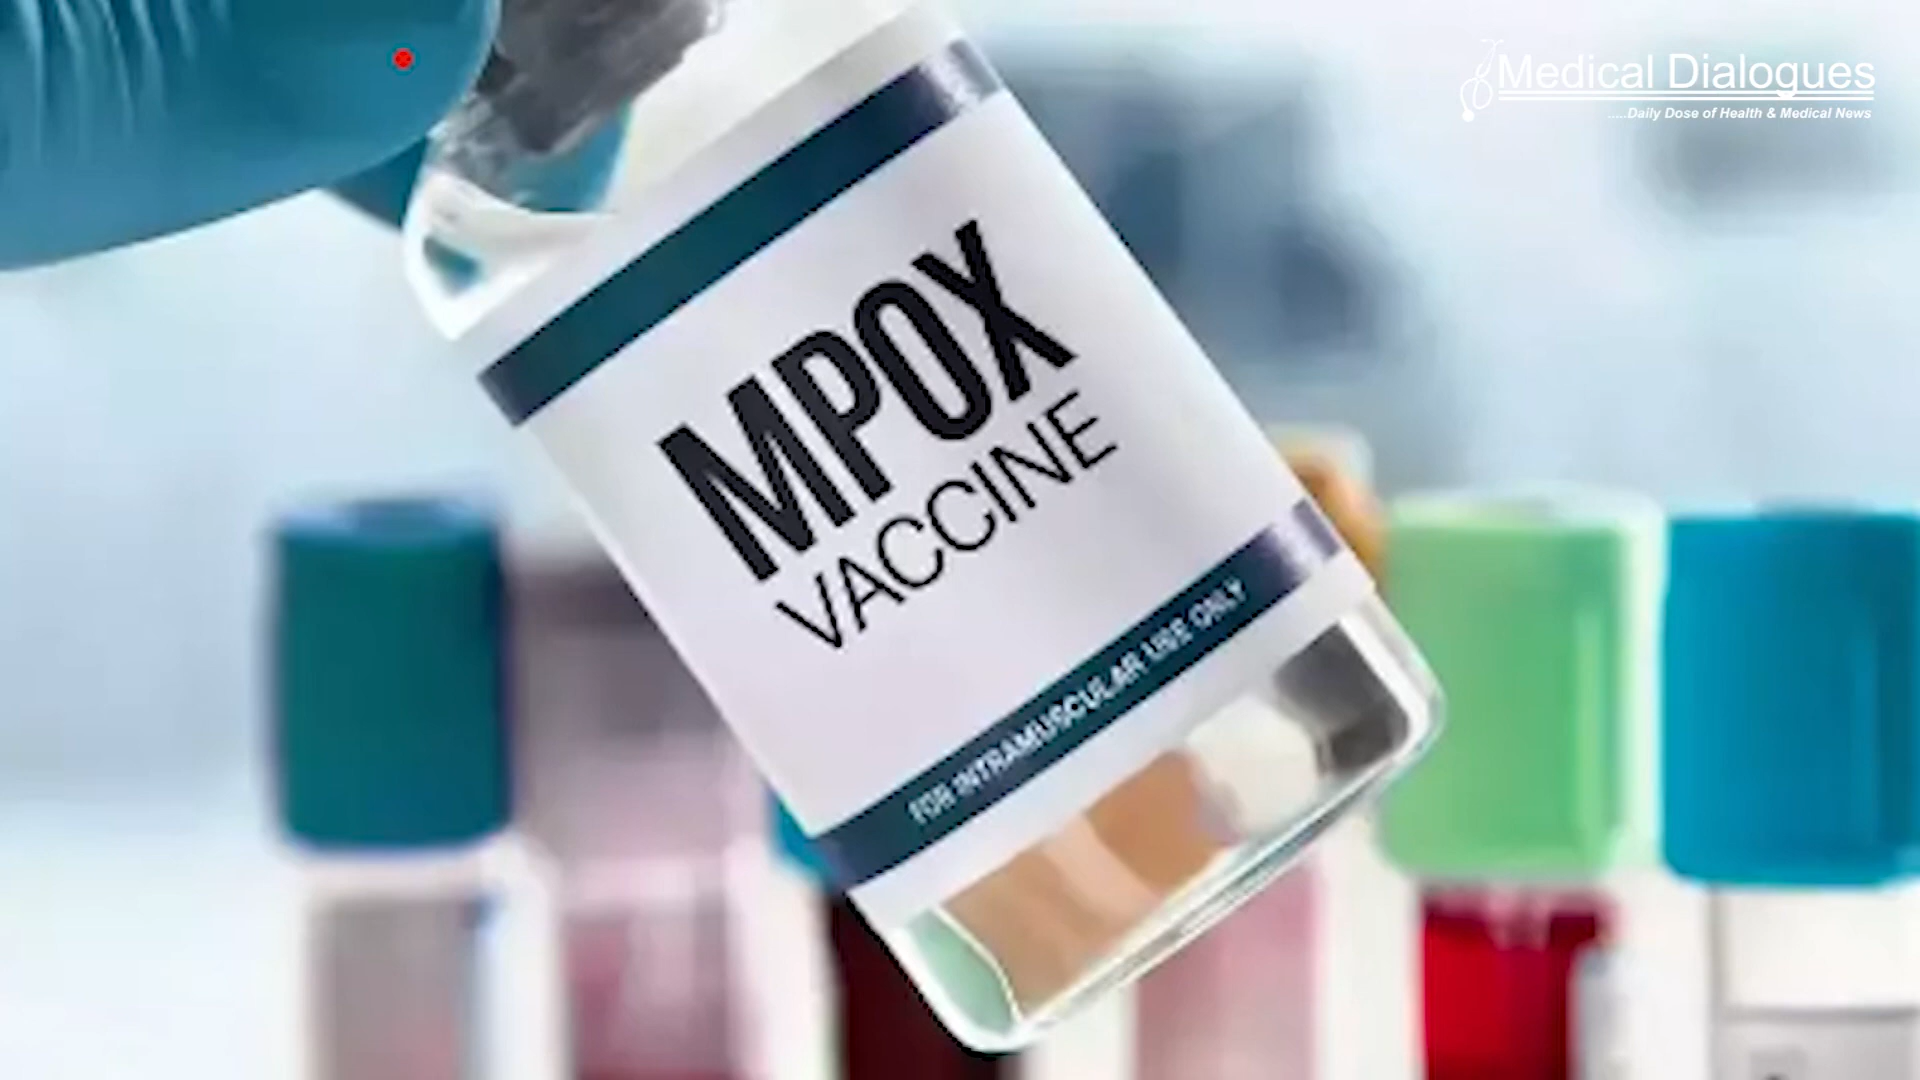 Medical Dialogues
.....Daily Dose of Health & Medical News
MPOX
VACCINE
FOR INTRAMUSCULAR USE ONLY